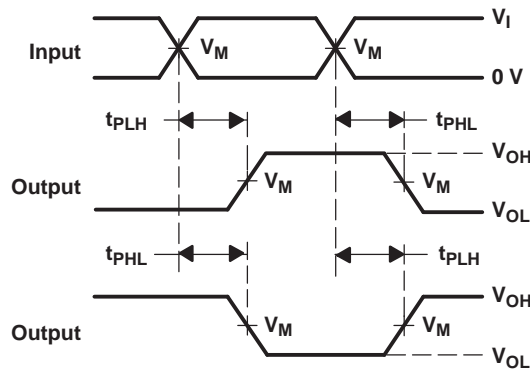 V_I
Input V_M V_M
0 V
t_PLH t_PHL
V_OH
Output V_M V_M
V_OL
t_PHL t_PLH
V_OH
Output V_M V_M
V_OL